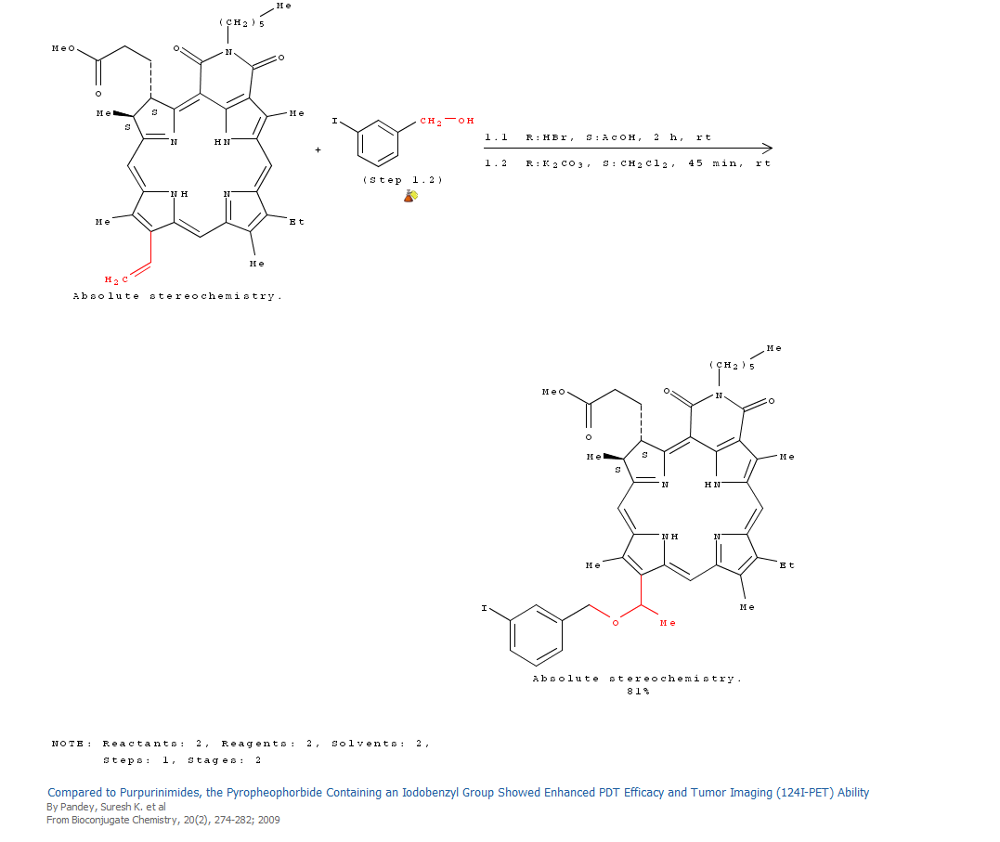 Me
(CH2)5
MeO
O
N
O
O
Me
S
S
Me
N
HN
I
CH2—OH
+
1.1 R:HBr, S:AcOH, 2 h, rt
1.2 R:K2CO3, S:CH2Cl2, 45 min, rt
(Step 1.2)
NH
N
Me
Et
Me
H2C
Absolute stereochemistry.
Me
(CH2)5
MeO
O
N
O
O
Me
S
S
Me
N
HN
NH
N
Me
Et
Me
I
O
Me
Absolute stereochemistry.
81%
NOTE: Reactants: 2, Reagents: 2, Solvents: 2,
Steps: 1, Stages: 2
Compared to Purpurinimides, the Pyropheophorbide Containing an Iodobenzyl Group Showed Enhanced PDT Efficacy and Tumor Imaging (124I-PET) Ability
By Pandey, Suresh K. et al
From Bioconjugate Chemistry, 20(2), 274-282; 2009